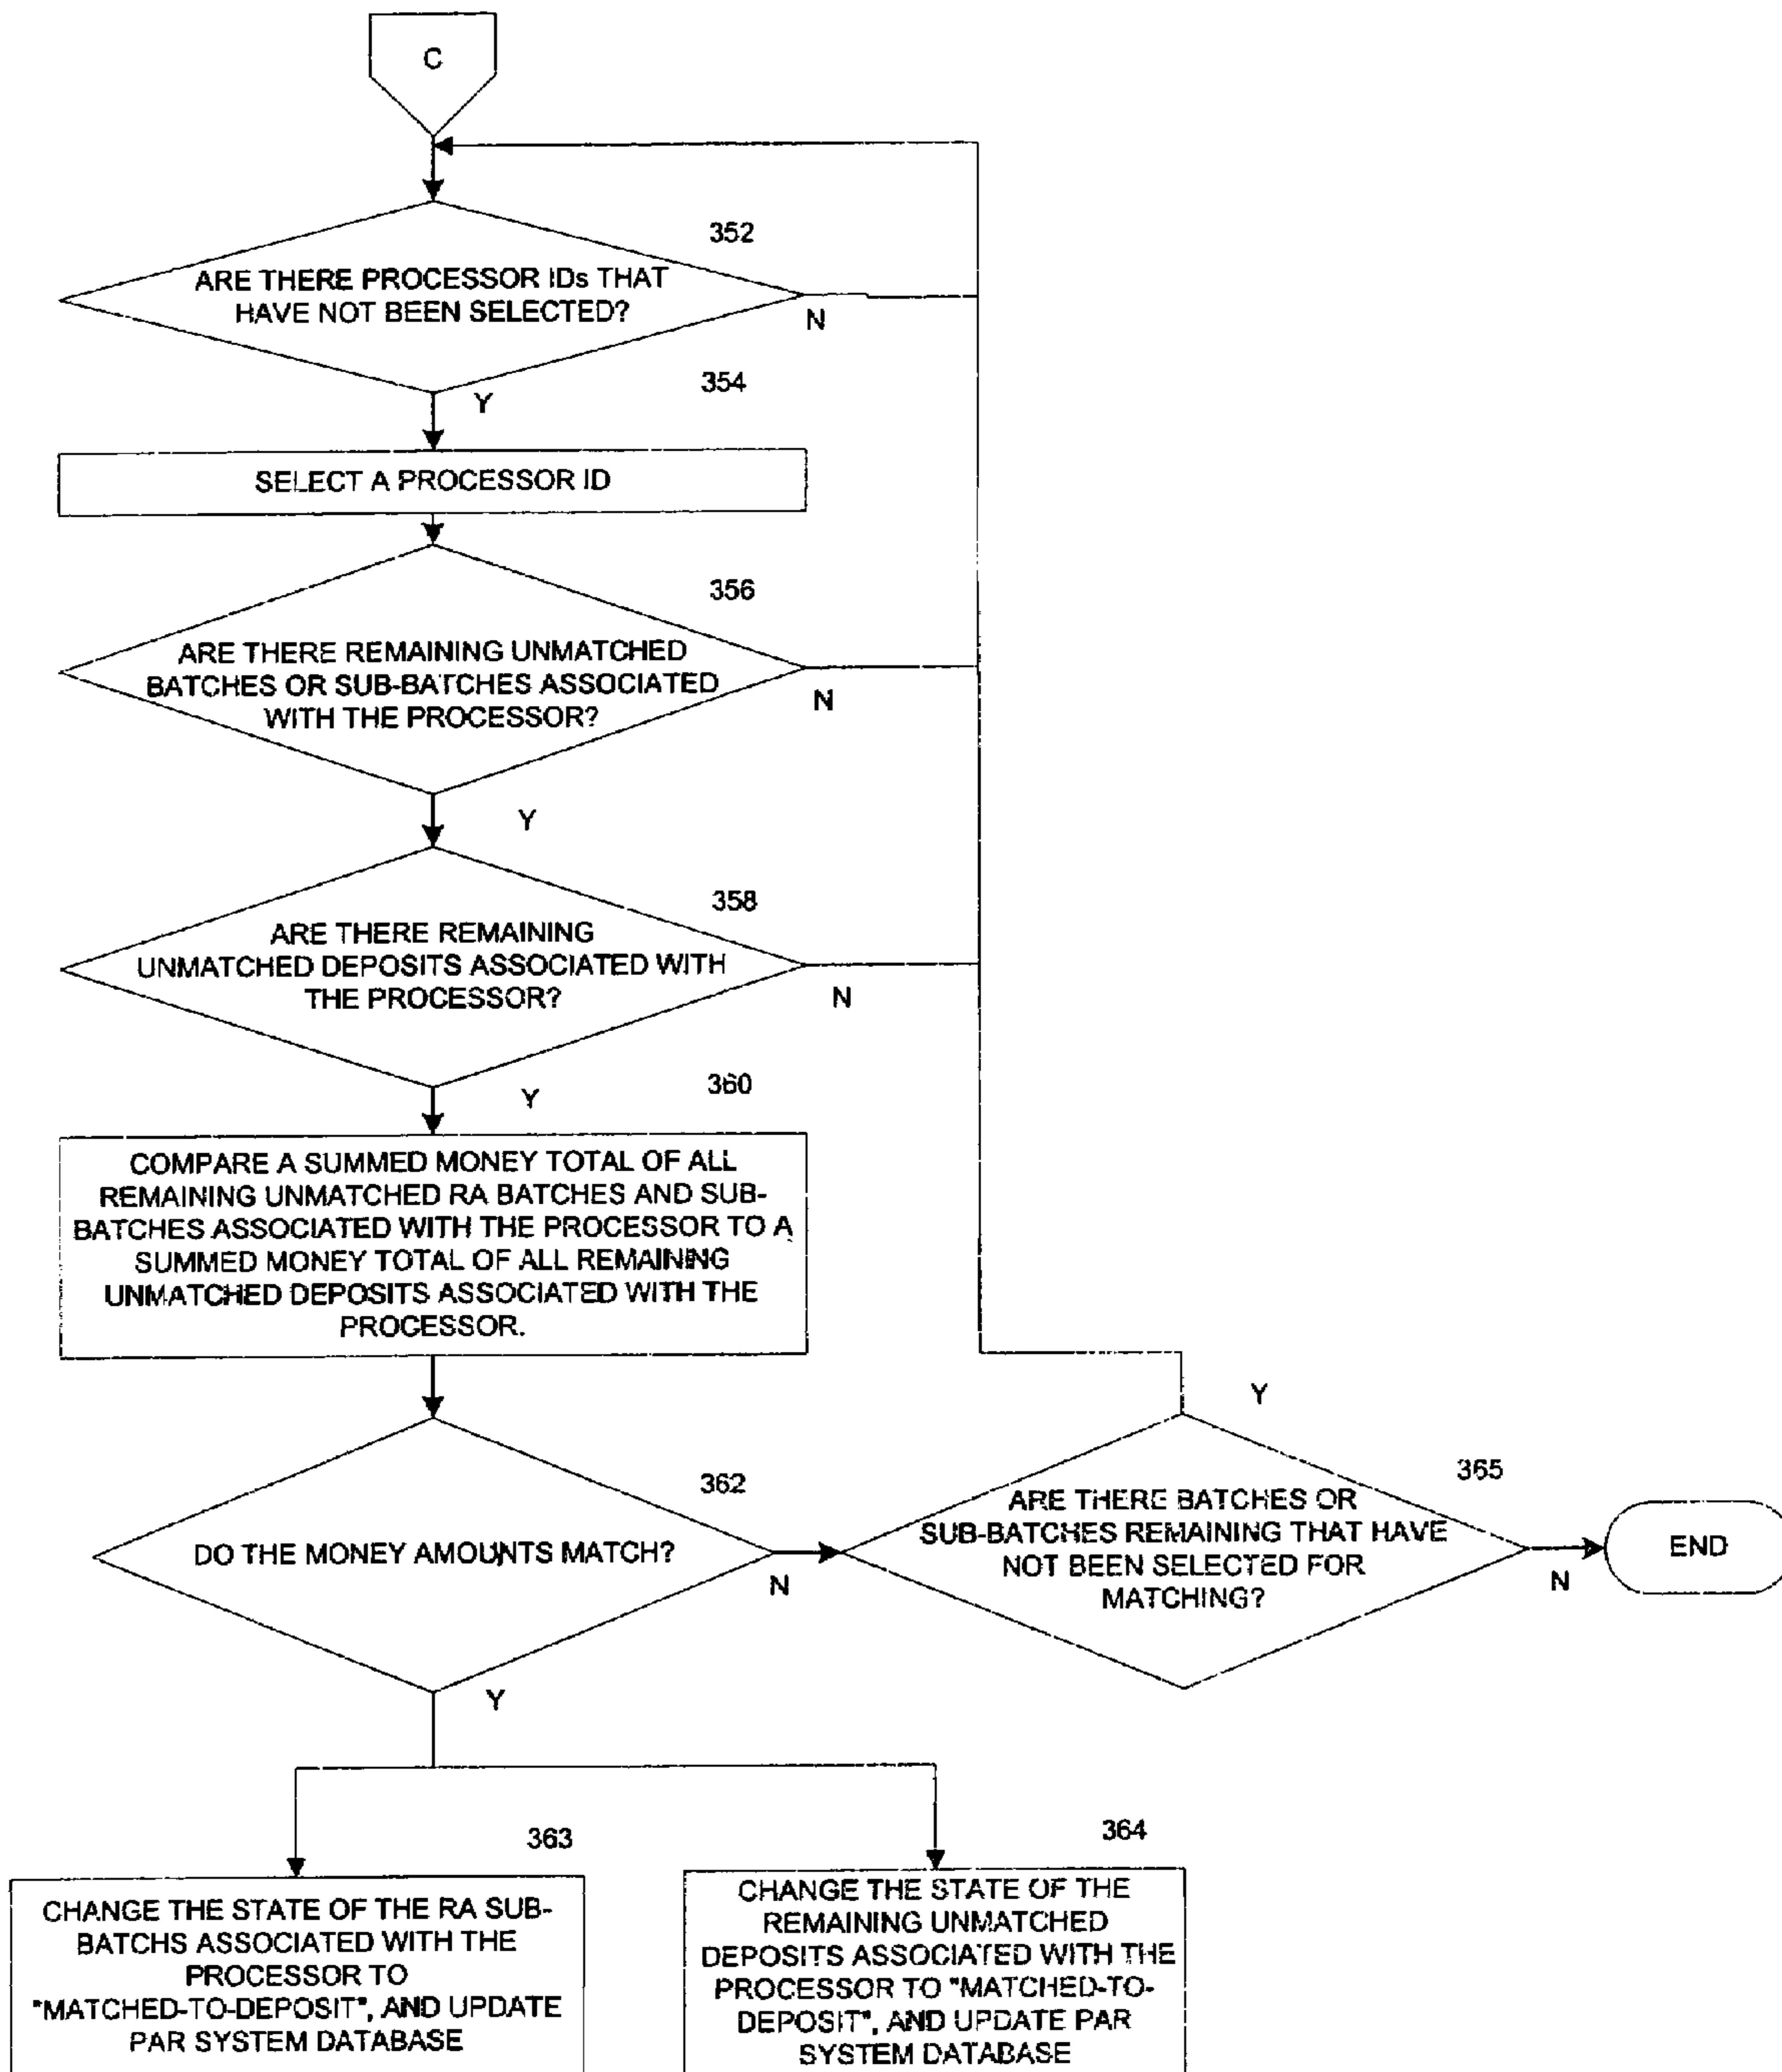 C
352
ARE THERE PROCESSOR IDs THAT
HAVE NOT BEEN SELECTED?
N
354
Y
SELECT A PROCESSOR ID
356
ARE THERE REMAINING UNMATCHED
BATCHES OR SUB-BATCHES ASSOCIATED
WITH THE PROCESSOR?
N
Y
358
ARE THERE REMAINING
UNMATCHED DEPOSITS ASSOCIATED WITH
THE PROCESSOR?
N
360
Y
COMPARE A SUMMED MONEY TOTAL OF ALL
REMAINING UNMATCHED RA BATCHES AND SUB-
BATCHES ASSOCIATED WITH THE PROCESSOR TO A
SUMMED MONEY TOTAL OF ALL REMAINING
UNMATCHED DEPOSITS ASSOCIATED WITH THE
PROCESSOR.
Y
362
365
DO THE MONEY AMOUNTS MATCH?
N
ARE THERE BATCHES OR
SUB-BATCHES REMAINING THAT HAVE
NOT BEEN SELECTED FOR
MATCHING?
N
END
Y
363
364
CHANGE THE STATE OF THE RA SUB-
BATCHS ASSOCIATED WITH THE
PROCESSOR TO
"MATCHED-TO-DEPOSIT", AND UPDATE
PAR SYSTEM DATABASE
CHANGE THE STATE OF THE
REMAINING UNMATCHED
DEPOSITS ASSOCIATED WITH THE
PROCESSOR TO "MATCHED-TO-
DEPOSIT", AND UPDATE PAR
SYSTEM DATABASE